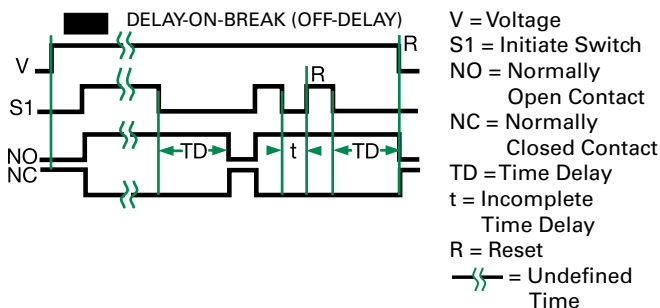 DELAY-ON-BREAK (OFF-DELAY)
R
V
R
S1
TD
t
TD
NO
NC
V = Voltage
S1 = Initiate Switch
NO = Normally
Open Contact
NC = Normally
Closed Contact
TD = Time Delay
t = Incomplete
Time Delay
R = Reset
= Undefined
Time